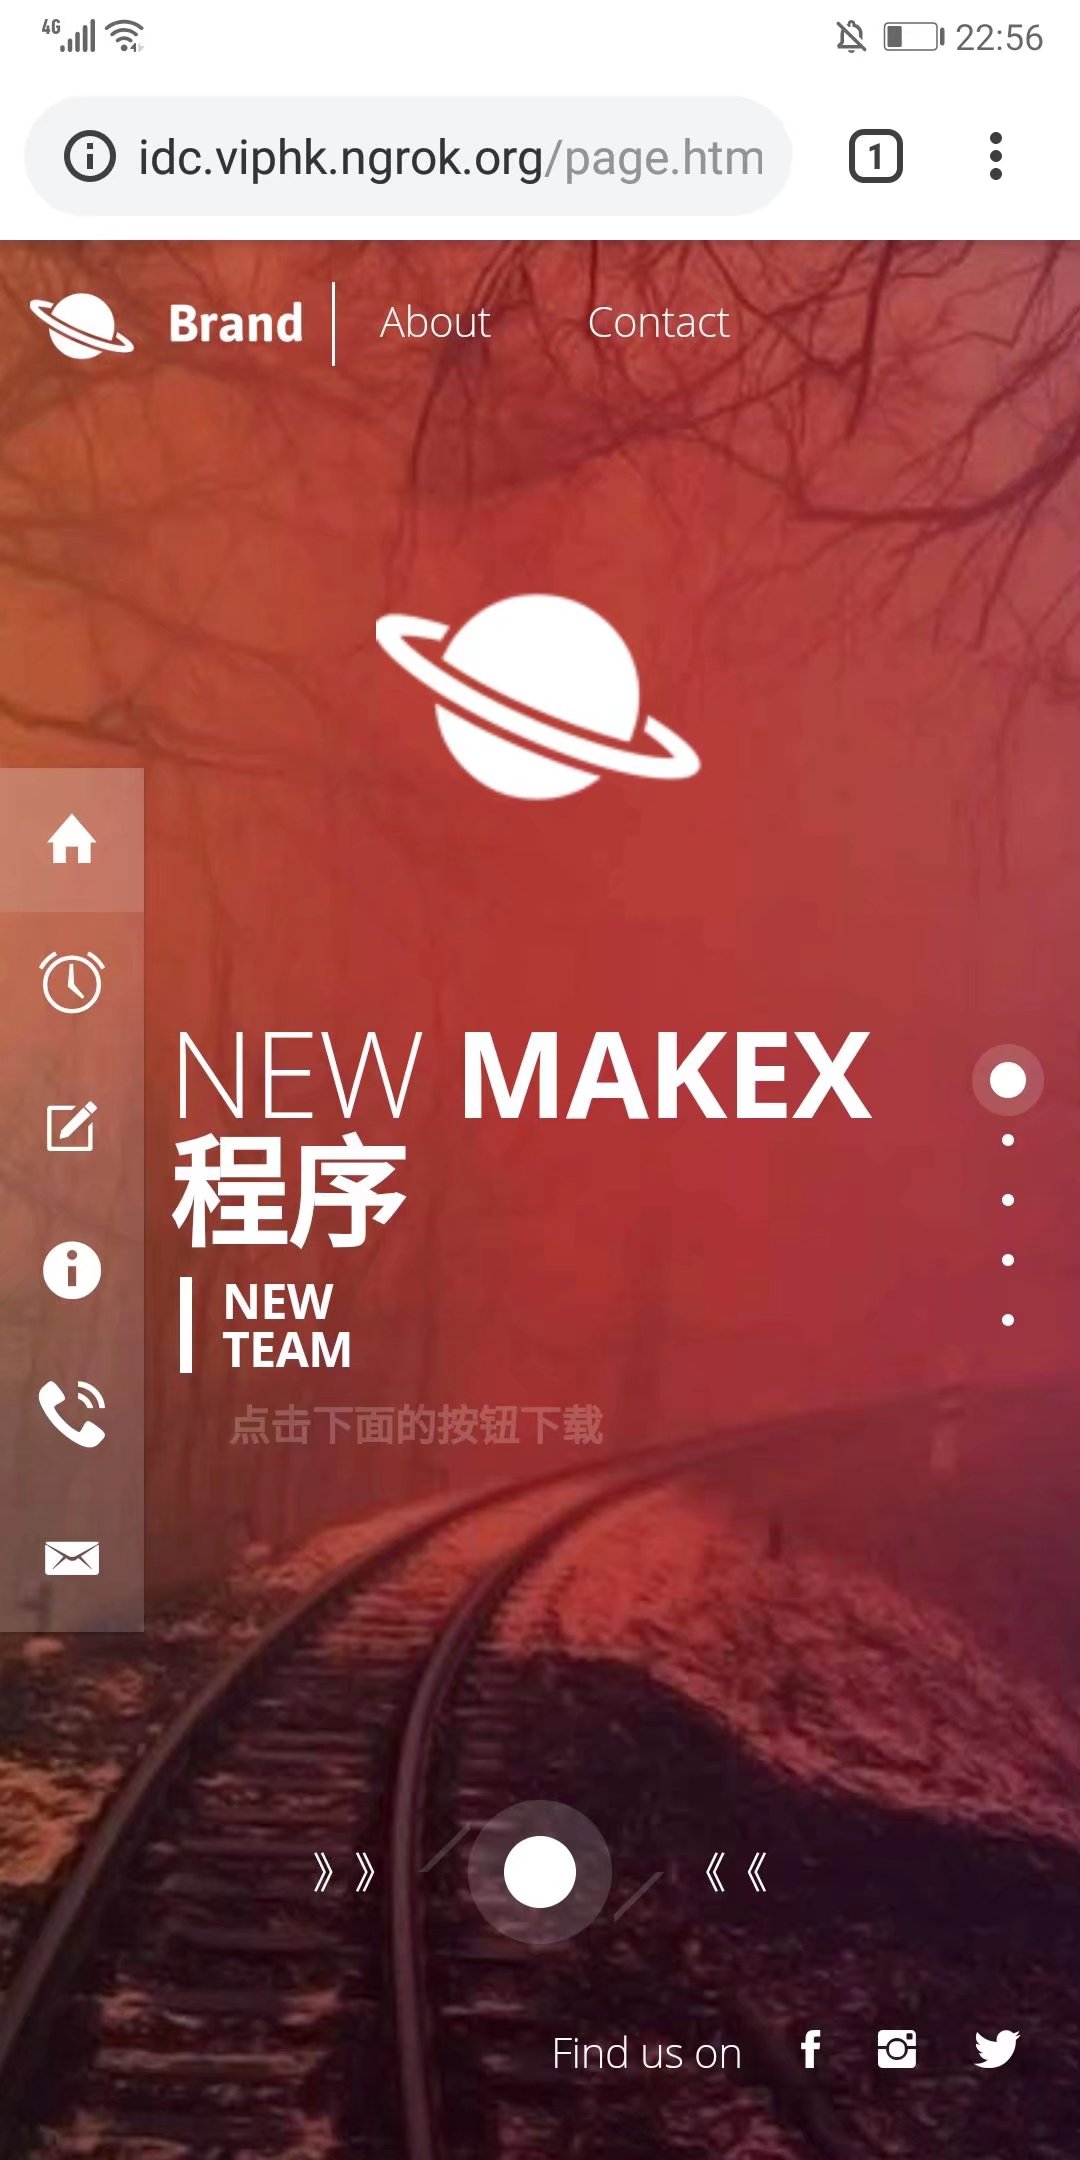 4G
22:56
idc.viphk.ngrok.org/page.htm
1
Brand
About
Contact
NEW MAKEX
程序
NEW
TEAM
点击下面的按钮下载
Find us on